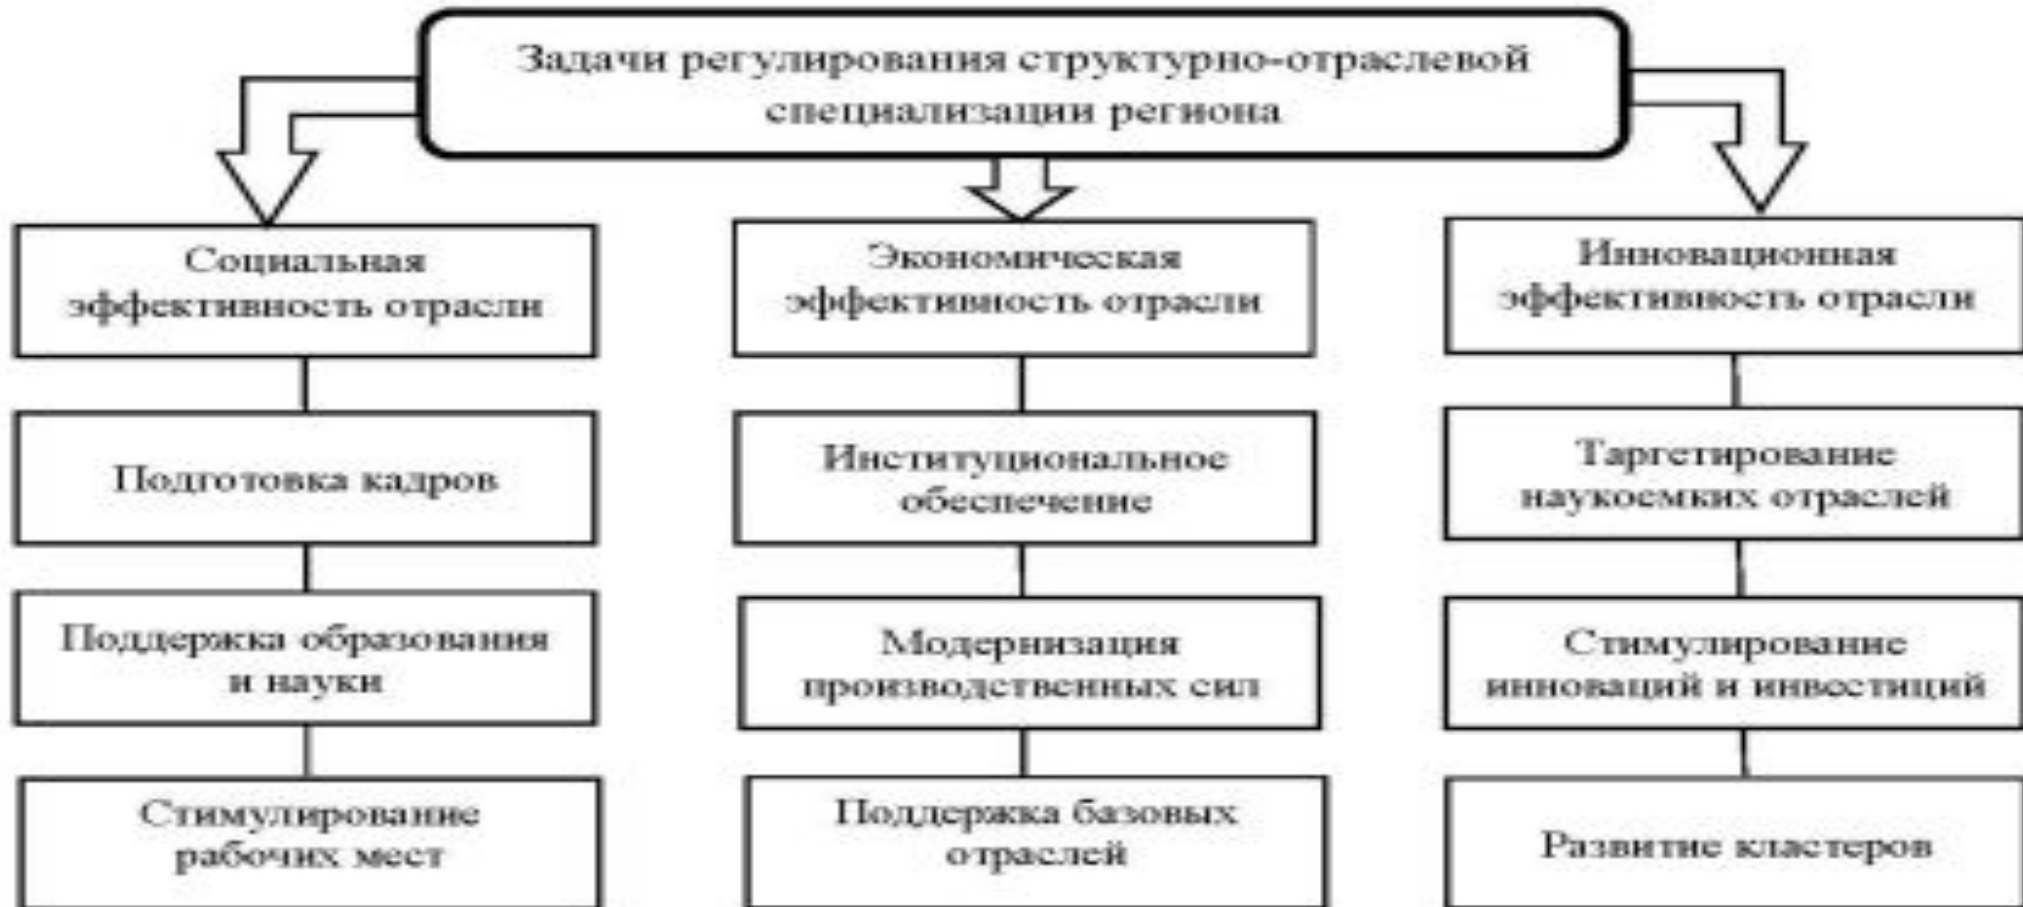 Задачи регулирования структурно-отраслевой
специализации региона
Социальная
эффективность отрасли
Подготовка кадров
Поддержка образования
и науки
Стимулирование
рабочих мест
Экономическая
эффективность отрасли
Институциональное
обеспечение
Модернизация
производственных сил
Поддержка базовых
отраслей
Инновационная
эффективность отрасли
Таргетирование
наукоемких отраслей
Стимулирование
инноваций и инвестиций
Развитие кластеров